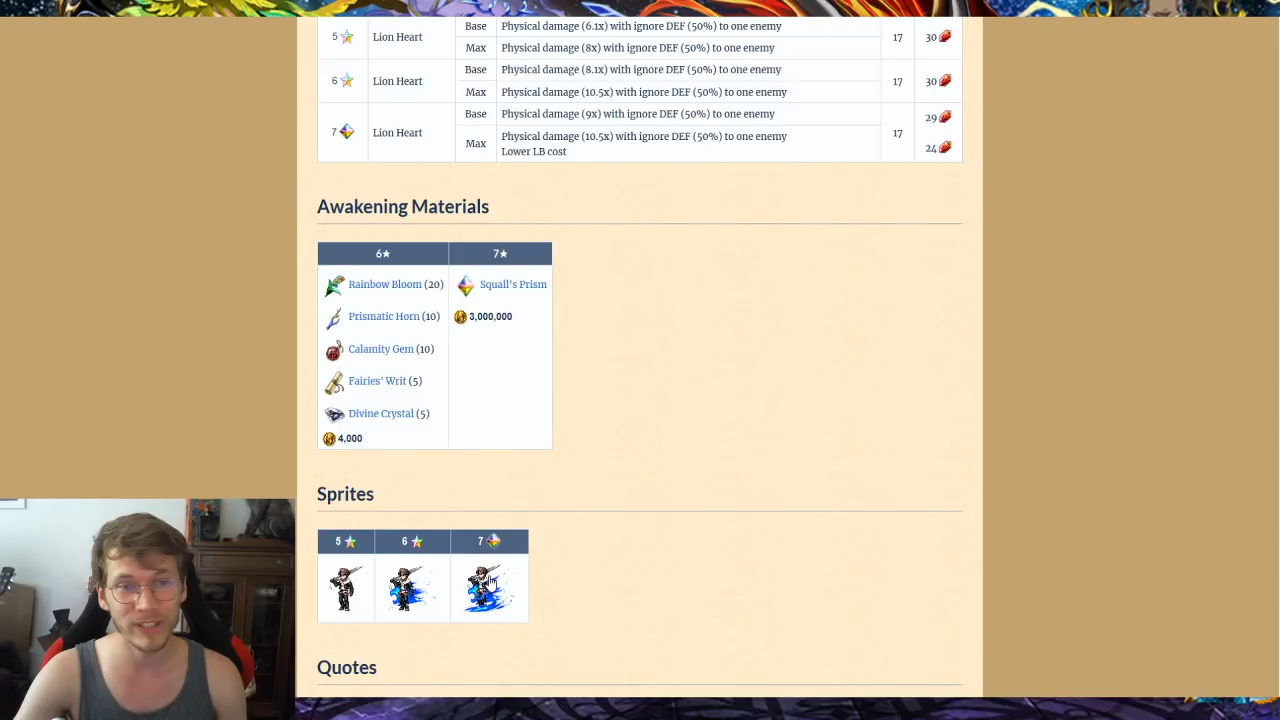 5 Lion Heart Base Physical damage (6.1x) with ignore DEF (50%) to one enemy 17 30
Max Physical damage (8x) with ignore DEF (50%) to one enemy
6 Lion Heart Base Physical damage (8.1x) with ignore DEF (50%) to one enemy 17 30
Max Physical damage (10.5x) with ignore DEF (50%) to one enemy
7 Lion Heart Base Physical damage (9x) with ignore DEF (50%) to one enemy 17 29
Max Physical damage (10.5x) with ignore DEF (50%) to one enemy 24
Lower LB cost
Awakening Materials
6★ 7★
Rainbow Bloom (20) Squall's Prism
Prismatic Horn (10) 3,000,000
Calamity Gem (10)
Fairies' Writ (5)
Divine Crystal (5)
4,000
Sprites
5 6 7
Quotes